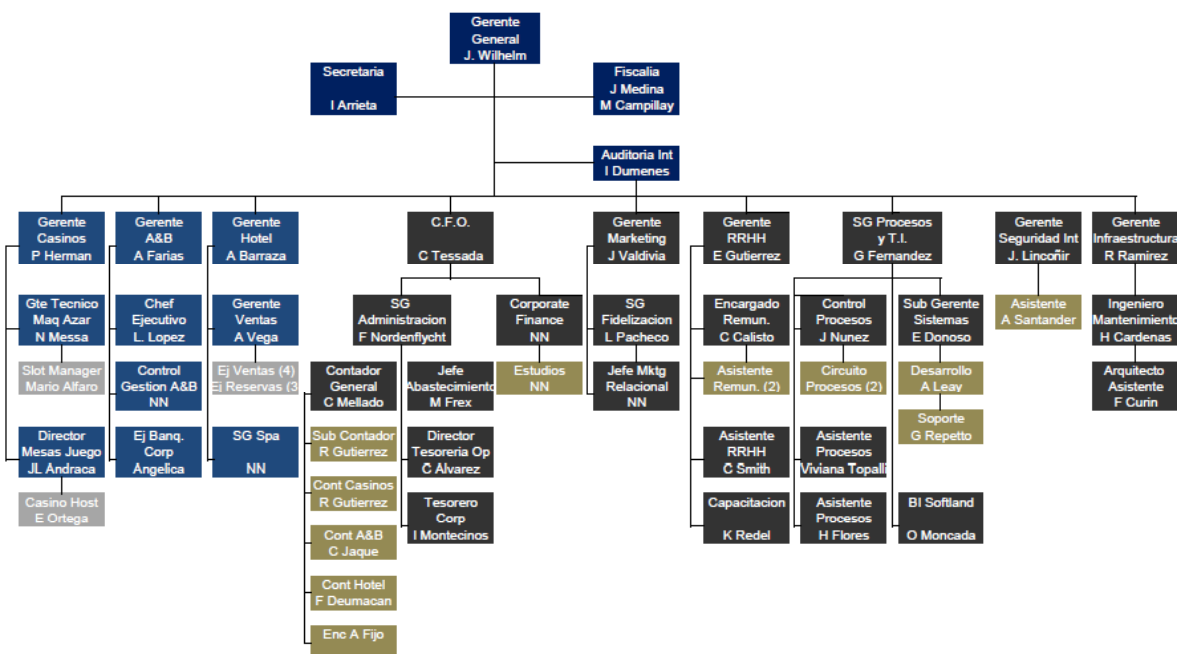 Gerente
General
J. Wilhelm
Secretaria
I Arrieta
Fiscalia
J Medina
M Campillay
Auditoria Int
I Dumenes
Gerente
Casinos
P Herman
Gerente
A&B
A Farias
Gerente
Hotel
A Barraza
C.F.O.
C Tessada
Gerente
Marketing
J Valdivia
Gerente
RRHH
E Gutierrez
SG Procesos
y T.I.
G Fernandez
Gerente
Seguridad Int
J. Lincoñir
Gerente
Infraestructura
R Ramirez
Gte Tecnico
Maq Azar
N Messa
Chef
Ejecutivo
L. Lopez
Gerente
Ventas
A Vega
SG
Administracion
F Nordenflycht
Corporate
Finance
NN
SG
Fidelizacion
L Pacheco
Encargado
Remun.
C Calisto
Control
Procesos
J Nunez
Sub Gerente
Sistemas
E Donoso
Asistente
A Santander
Ingeniero
Mantenimiento
H Cardenas
Slot Manager
Mario Alfaro
Control
Gestion A&B
NN
Ej Ventas (4)
Ej Reservas (3
Contador
General
C Mellado
Jefe
Abastecimiento
M Frex
Estudios
NN
Jefe Mktg
Relacional
NN
Asistente
Remun. (2)
Circuito
Procesos (2)
Desarrollo
A Leay
Arquitecto
Asistente
F Curin
Soporte
G Repetto
Director
Mesas Juego
JL Andraca
Ej Banq.
Corp
Angelica
SG Spa
NN
Sub Contador
R Gutierrez
Director
Tesoreria Op
C Alvarez
Asistente
RRHH
C Smith
Asistente
Procesos
Viviana Topalli
Casino Host
E Ortega
Cont Casinos
R Gutierrez
Tesorero
Corp
I Montecinos
Capacitacion
K Redel
Asistente
Procesos
H Flores
BI Softland
O Moncada
Cont A&B
C Jaque
Cont Hotel
F Deumacan
Enc A Fijo